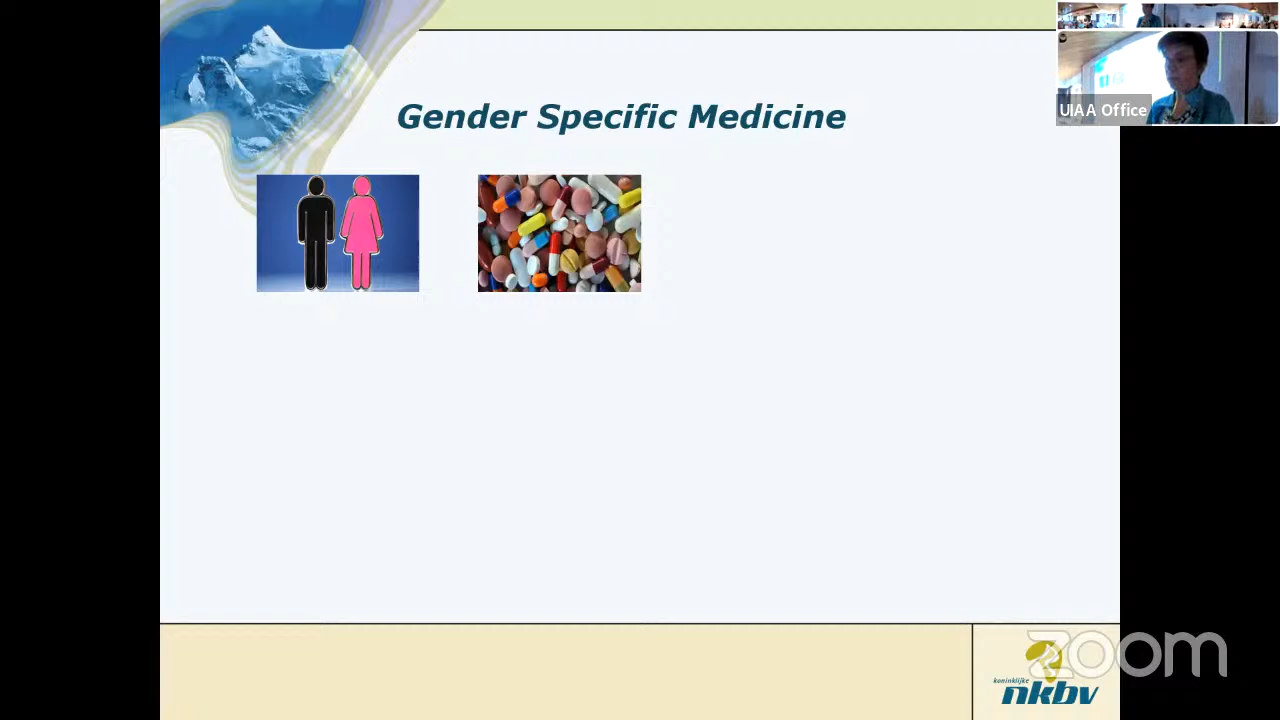 Gender Specific Medicine
UIAA Office
zoom
koninklijke
nkbv